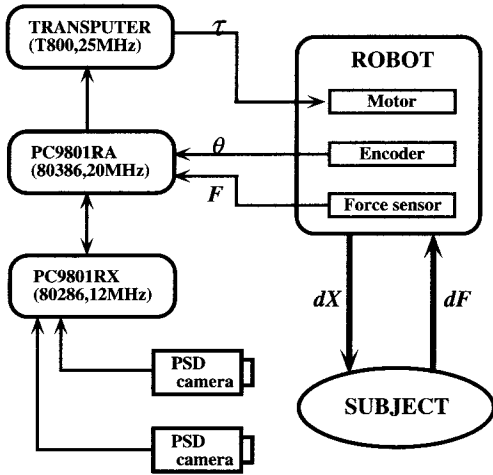 TRANSPUTER
(T800,25MHz)
τ
ROBOT
Motor
PC9801RA
(80386,20MHz)
θ
Encoder
F
Force sensor
PC9801RX
(80286,12MHz)
dX
dF
PSD
camera
SUBJECT
PSD
camera